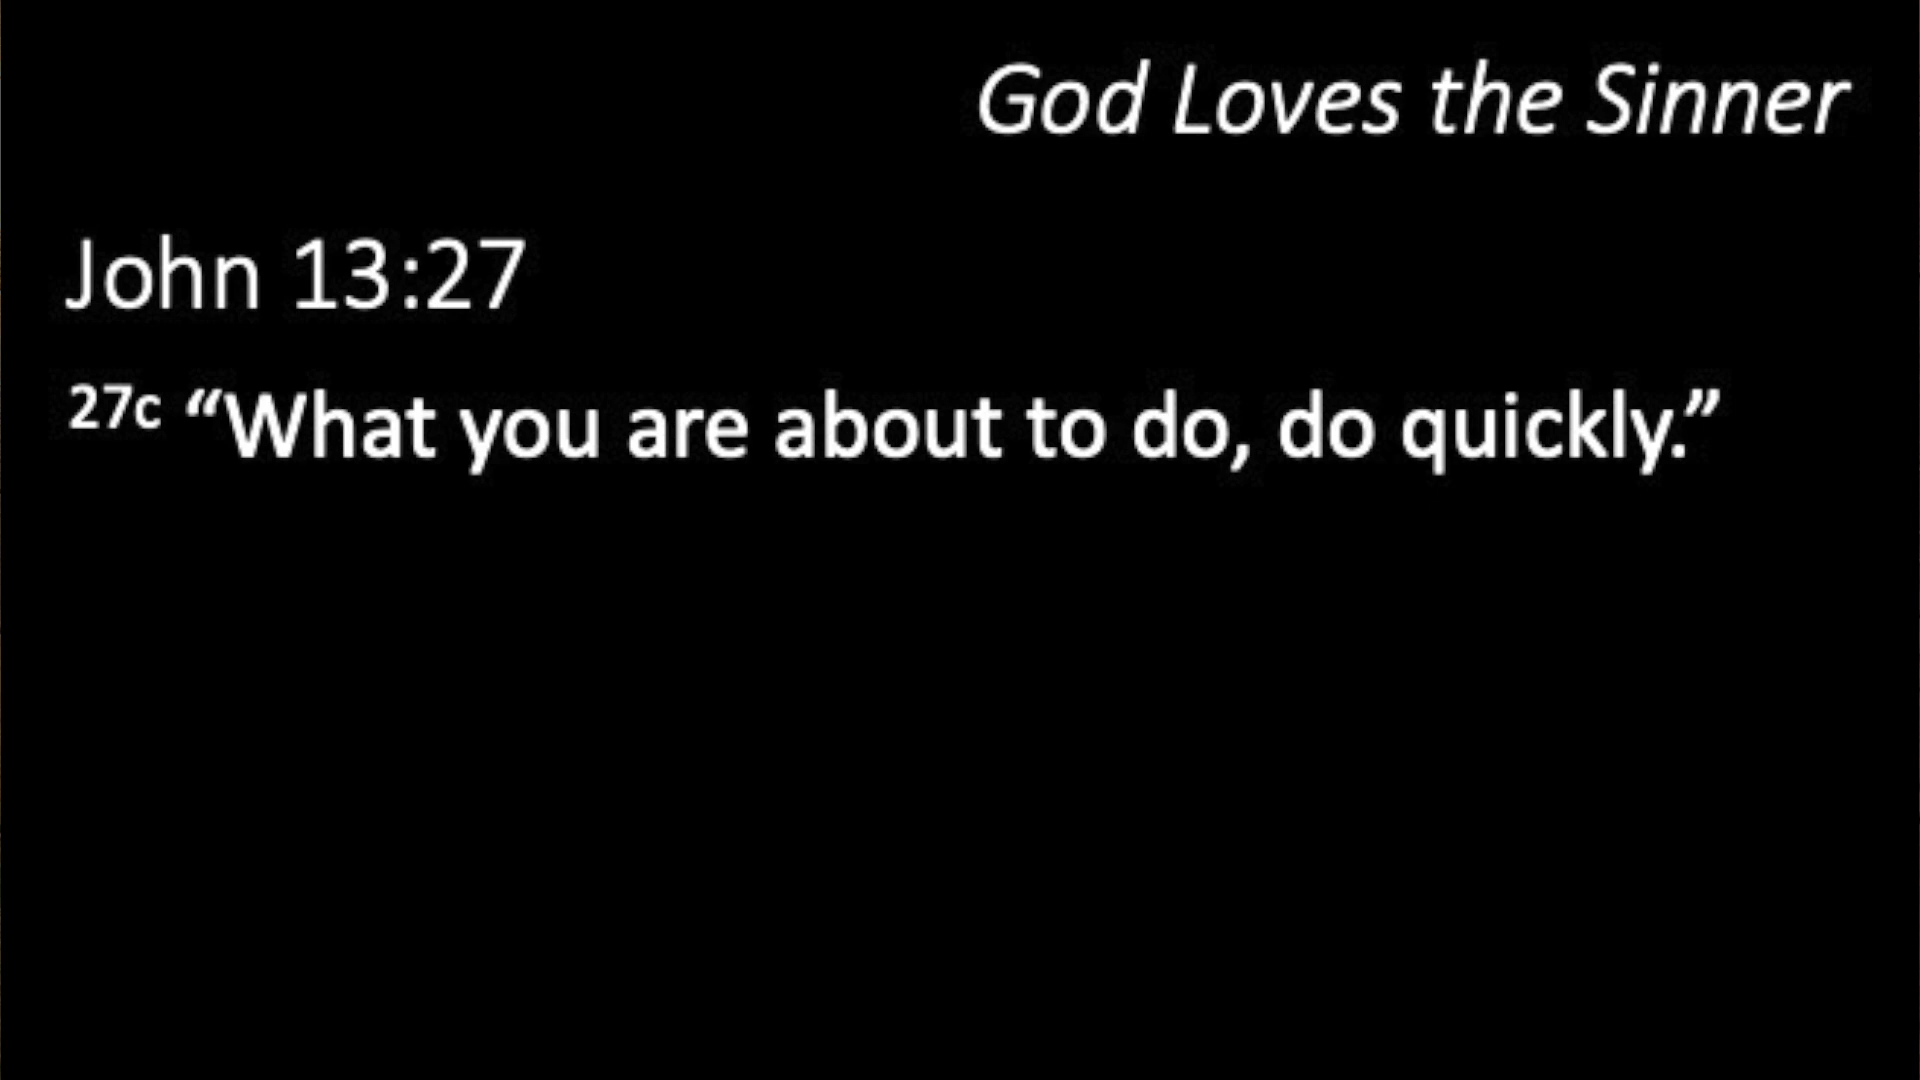 God Loves the Sinner
John 13:27
27c “What you are about to do, do quickly.”